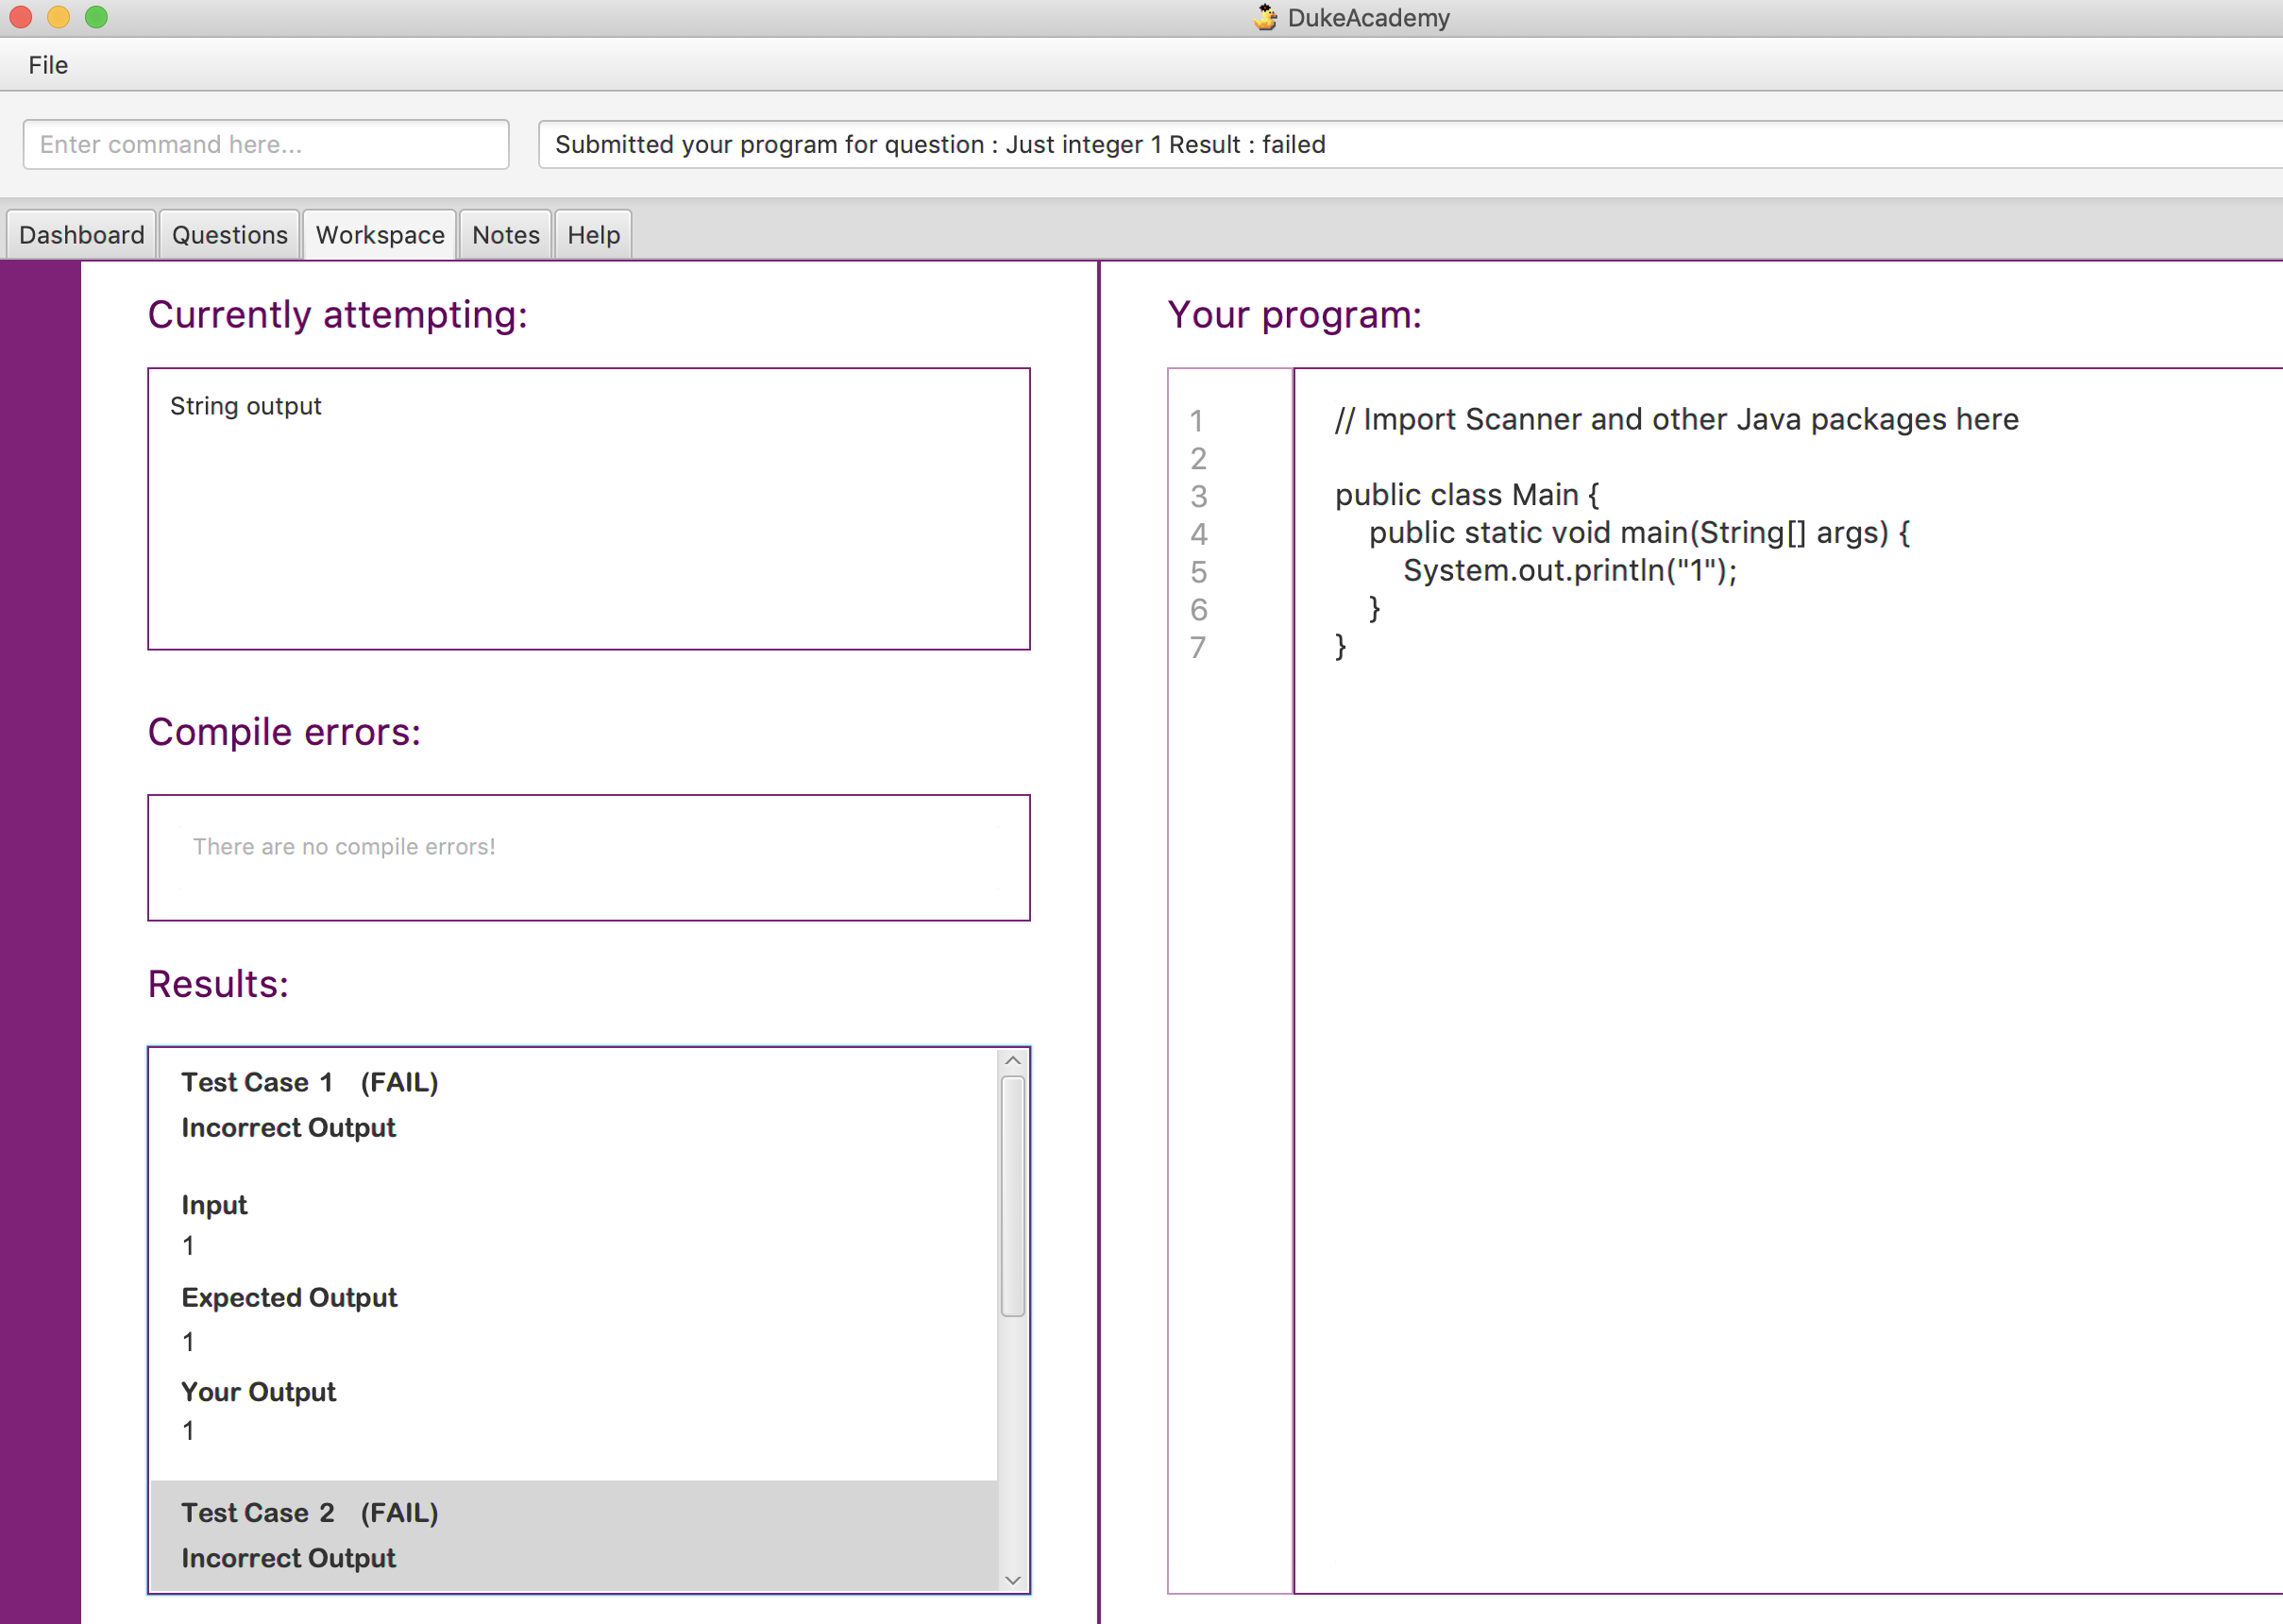 DukeAcademy
File
Enter command here...
Submitted your program for question : Just integer 1 Result : failed
Dashboard Questions Workspace Notes Help
Currently attempting:
String output
Compile errors:
There are no compile errors!
Results:
Test Case 1 (FAIL)
Incorrect Output
Input
1
Expected Output
1
Your Output
1
Test Case 2 (FAIL)
Incorrect Output
Your program:
1 // Import Scanner and other Java packages here
2
3 public class Main {
4 public static void main(String[] args) {
5 System.out.println("1");
6 }
7 }